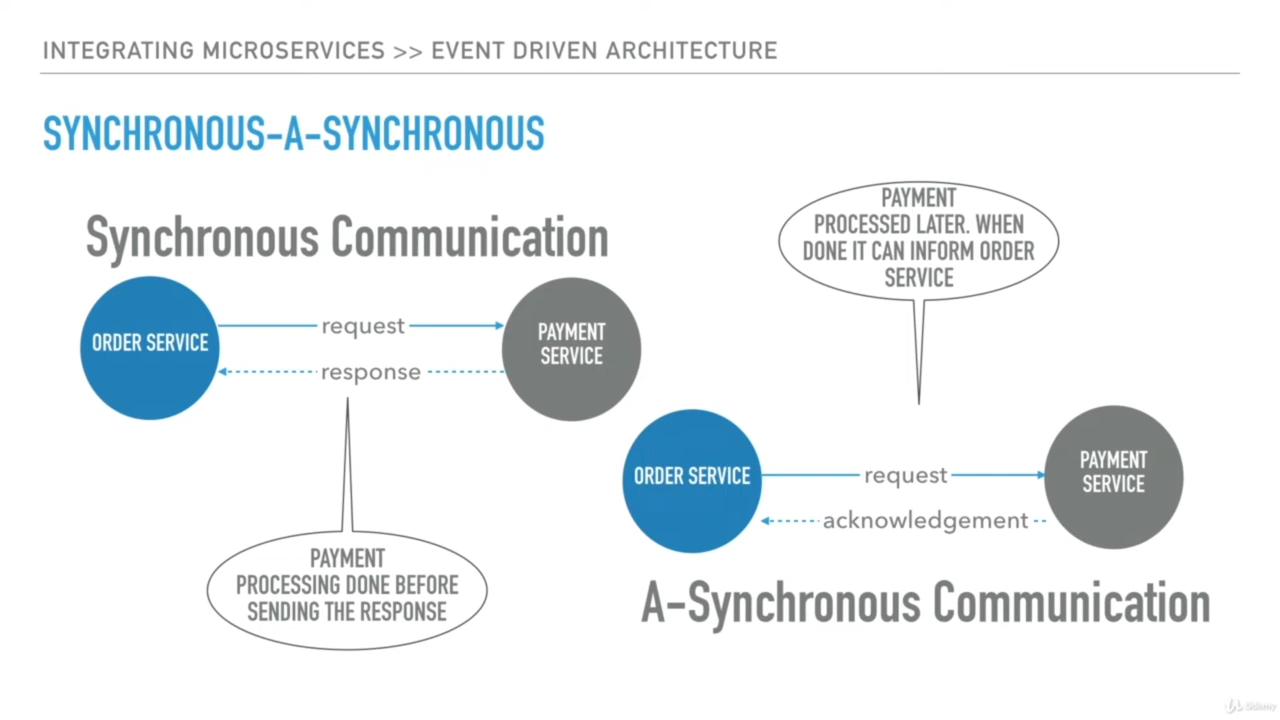 INTEGRATING MICROSERVICES >> EVENT DRIVEN ARCHITECTURE
SYNCHRONOUS-A-SYNCHRONOUS
Synchronous Communication
ORDER SERVICE
request
response
PAYMENT
SERVICE
PAYMENT
PROCESSING DONE BEFORE
SENDING THE RESPONSE
PAYMENT
PROCESSED LATER. WHEN
DONE IT CAN INFORM ORDER
SERVICE
ORDER SERVICE
request
acknowledgement
PAYMENT
SERVICE
A-Synchronous Communication
Udemy